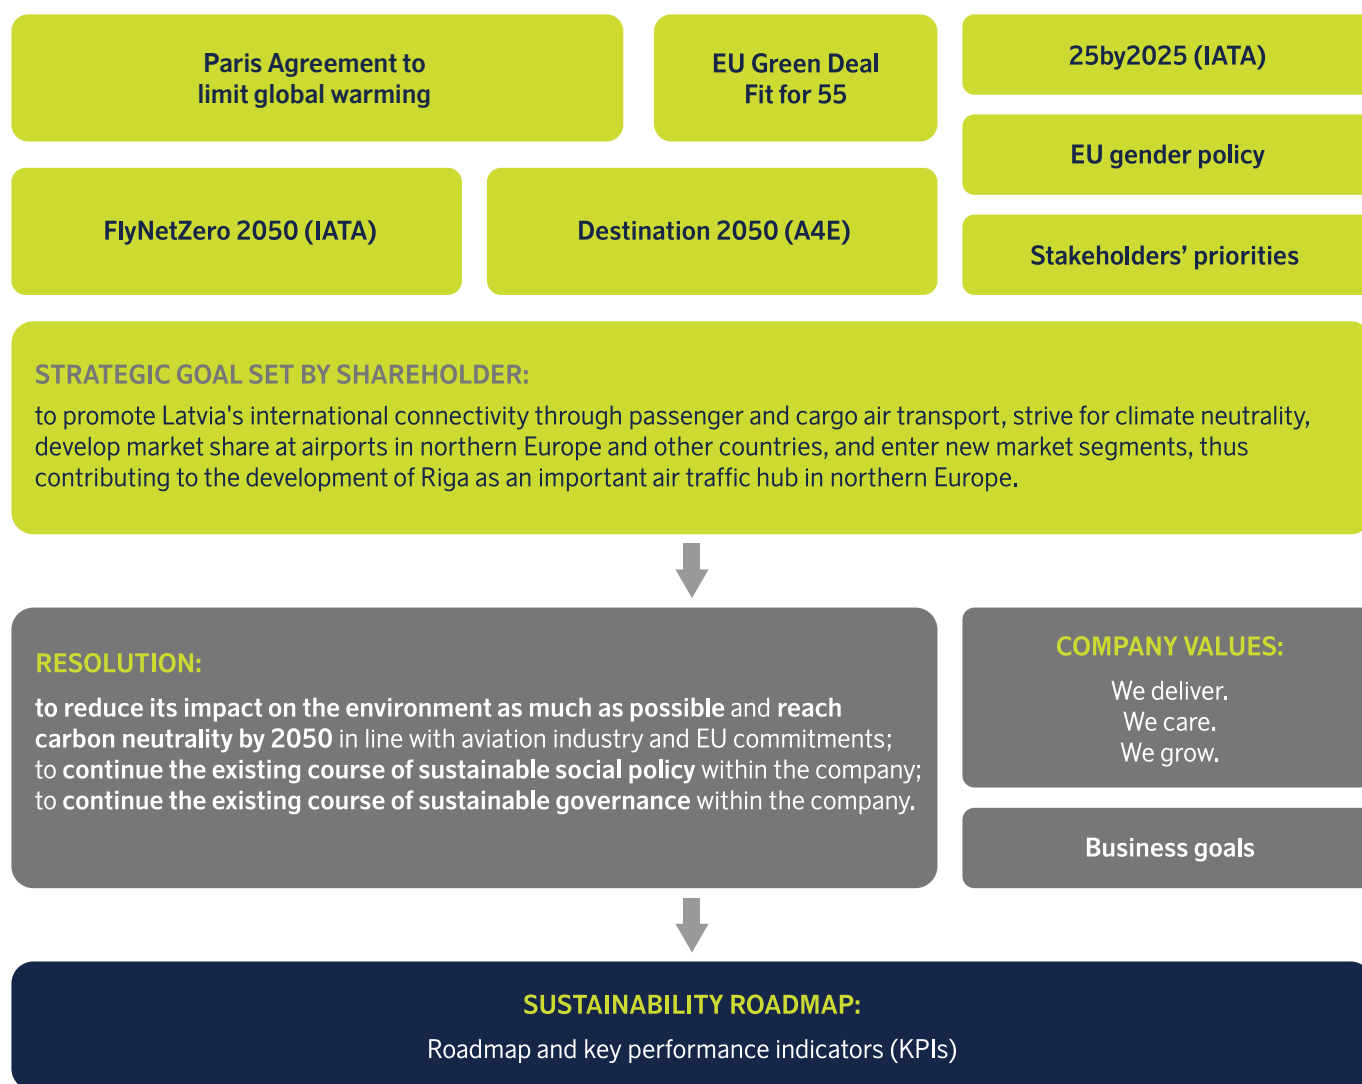 Paris Agreement to
limit global warming
EU Green Deal
Fit for 55
25by2025 (IATA)
EU gender policy
FlyNetZero 2050 (IATA)
Destination 2050 (A4E)
Stakeholders’ priorities
STRATEGIC GOAL SET BY SHAREHOLDER:
to promote Latvia's international connectivity through passenger and cargo air transport, strive for climate neutrality,
develop market share at airports in northern Europe and other countries, and enter new market segments, thus
contributing to the development of Riga as an important air traffic hub in northern Europe.
RESOLUTION:
to reduce its impact on the environment as much as possible and reach
carbon neutrality by 2050 in line with aviation industry and EU commitments;
to continue the existing course of sustainable social policy within the company;
to continue the existing course of sustainable governance within the company.
COMPANY VALUES:
We deliver.
We care.
We grow.
Business goals
SUSTAINABILITY ROADMAP:
Roadmap and key performance indicators (KPIs)